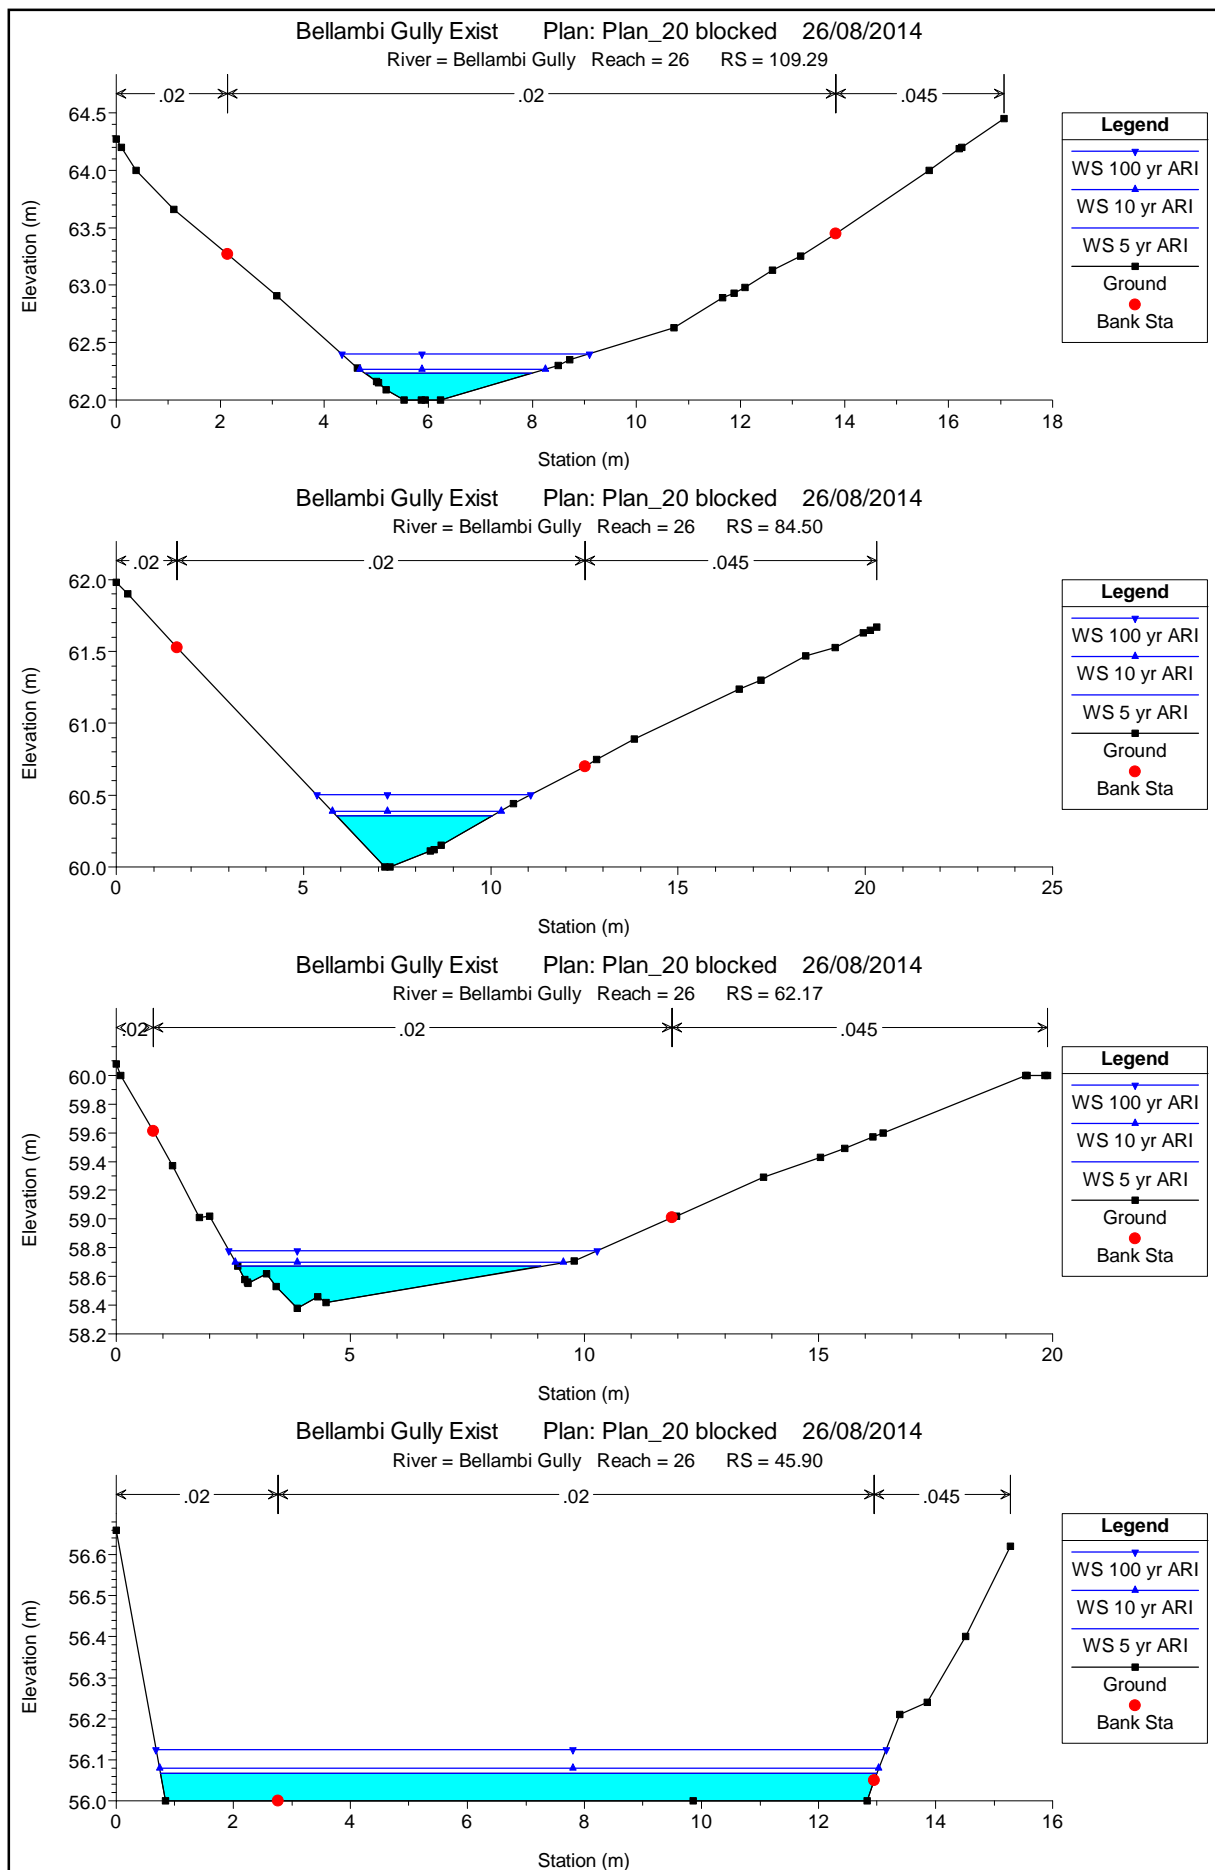 Bellambi Gully Exist Plan: Plan_20 blocked 26/08/2014
River = Bellambi Gully Reach = 26 RS = 109.29
.02 .02 .045
64.5
64.0
63.5
63.0
62.5
62.0
0 2 4 6 8 10 12 14 16 18
Station (m)
Elevation (m)
Legend
WS 100 yr ARI
WS 10 yr ARI
WS 5 yr ARI
Ground
Bank Sta
Bellambi Gully Exist Plan: Plan_20 blocked 26/08/2014
River = Bellambi Gully Reach = 26 RS = 84.50
.02 .02 .045
62.0
61.5
61.0
60.5
60.0
0 5 10 15 20 25
Station (m)
Elevation (m)
Legend
WS 100 yr ARI
WS 10 yr ARI
WS 5 yr ARI
Ground
Bank Sta
Bellambi Gully Exist Plan: Plan_20 blocked 26/08/2014
River = Bellambi Gully Reach = 26 RS = 62.17
.02 .02 .045
60.0
59.8
59.6
59.4
59.2
59.0
58.8
58.6
58.4
58.2
0 5 10 15 20
Station (m)
Elevation (m)
Legend
WS 100 yr ARI
WS 10 yr ARI
WS 5 yr ARI
Ground
Bank Sta
Bellambi Gully Exist Plan: Plan_20 blocked 26/08/2014
River = Bellambi Gully Reach = 26 RS = 45.90
.02 .02 .045
56.6
56.5
56.4
56.3
56.2
56.1
56.0
0 2 4 6 8 10 12 14 16
Station (m)
Elevation (m)
Legend
WS 100 yr ARI
WS 10 yr ARI
WS 5 yr ARI
Ground
Bank Sta